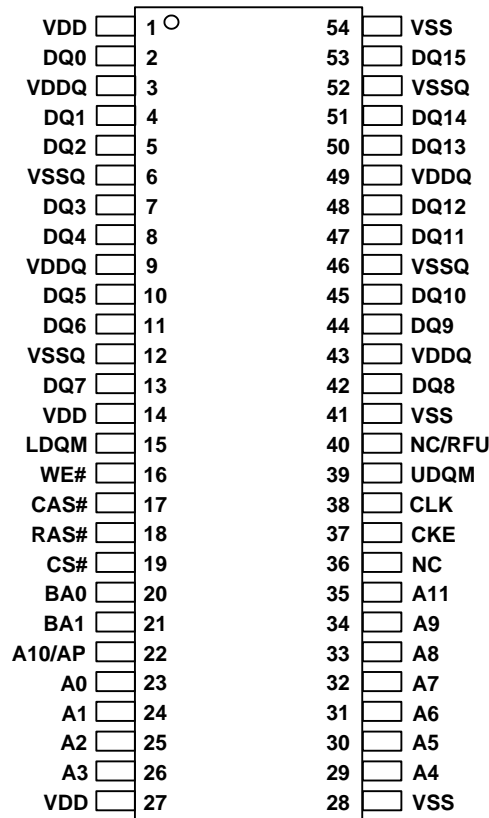 VDD 1 54 VSS
DQ0 2 53 DQ15
VDDQ 3 52 VSSQ
DQ1 4 51 DQ14
DQ2 5 50 DQ13
VSSQ 6 49 VDDQ
DQ3 7 48 DQ12
DQ4 8 47 DQ11
VDDQ 9 46 VSSQ
DQ5 10 45 DQ10
DQ6 11 44 DQ9
VSSQ 12 43 VDDQ
DQ7 13 42 DQ8
VDD 14 41 VSS
LDQM 15 40 NC/RFU
WE# 16 39 UDQM
CAS# 17 38 CLK
RAS# 18 37 CKE
CS# 19 36 NC
BA0 20 35 A11
BA1 21 34 A9
A10/AP 22 33 A8
A0 23 32 A7
A1 24 31 A6
A2 25 30 A5
A3 26 29 A4
VDD 27 28 VSS